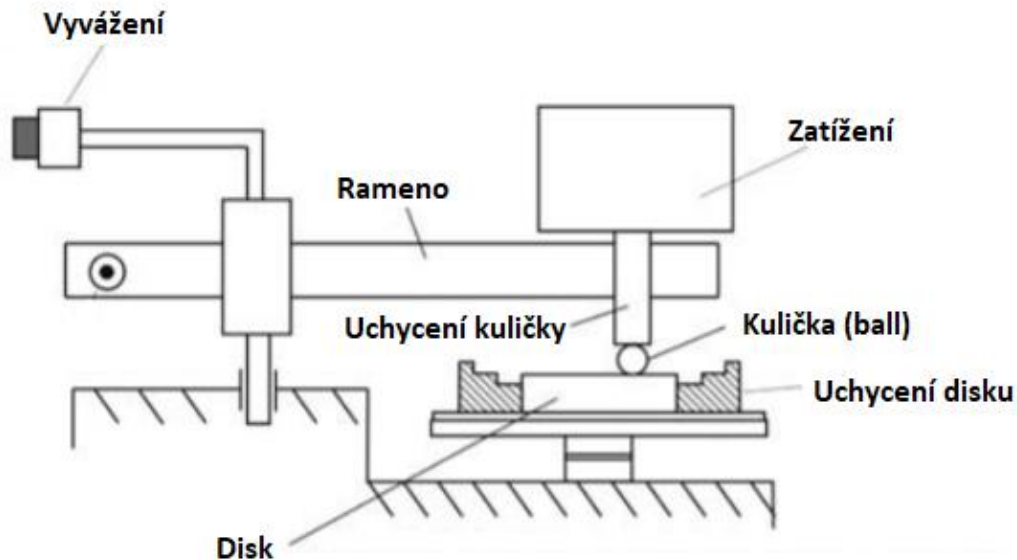 Vyvážení
Zatížení
Rameno
Uchycení kuličky
Kulička (ball)
Uchycení disku
Disk